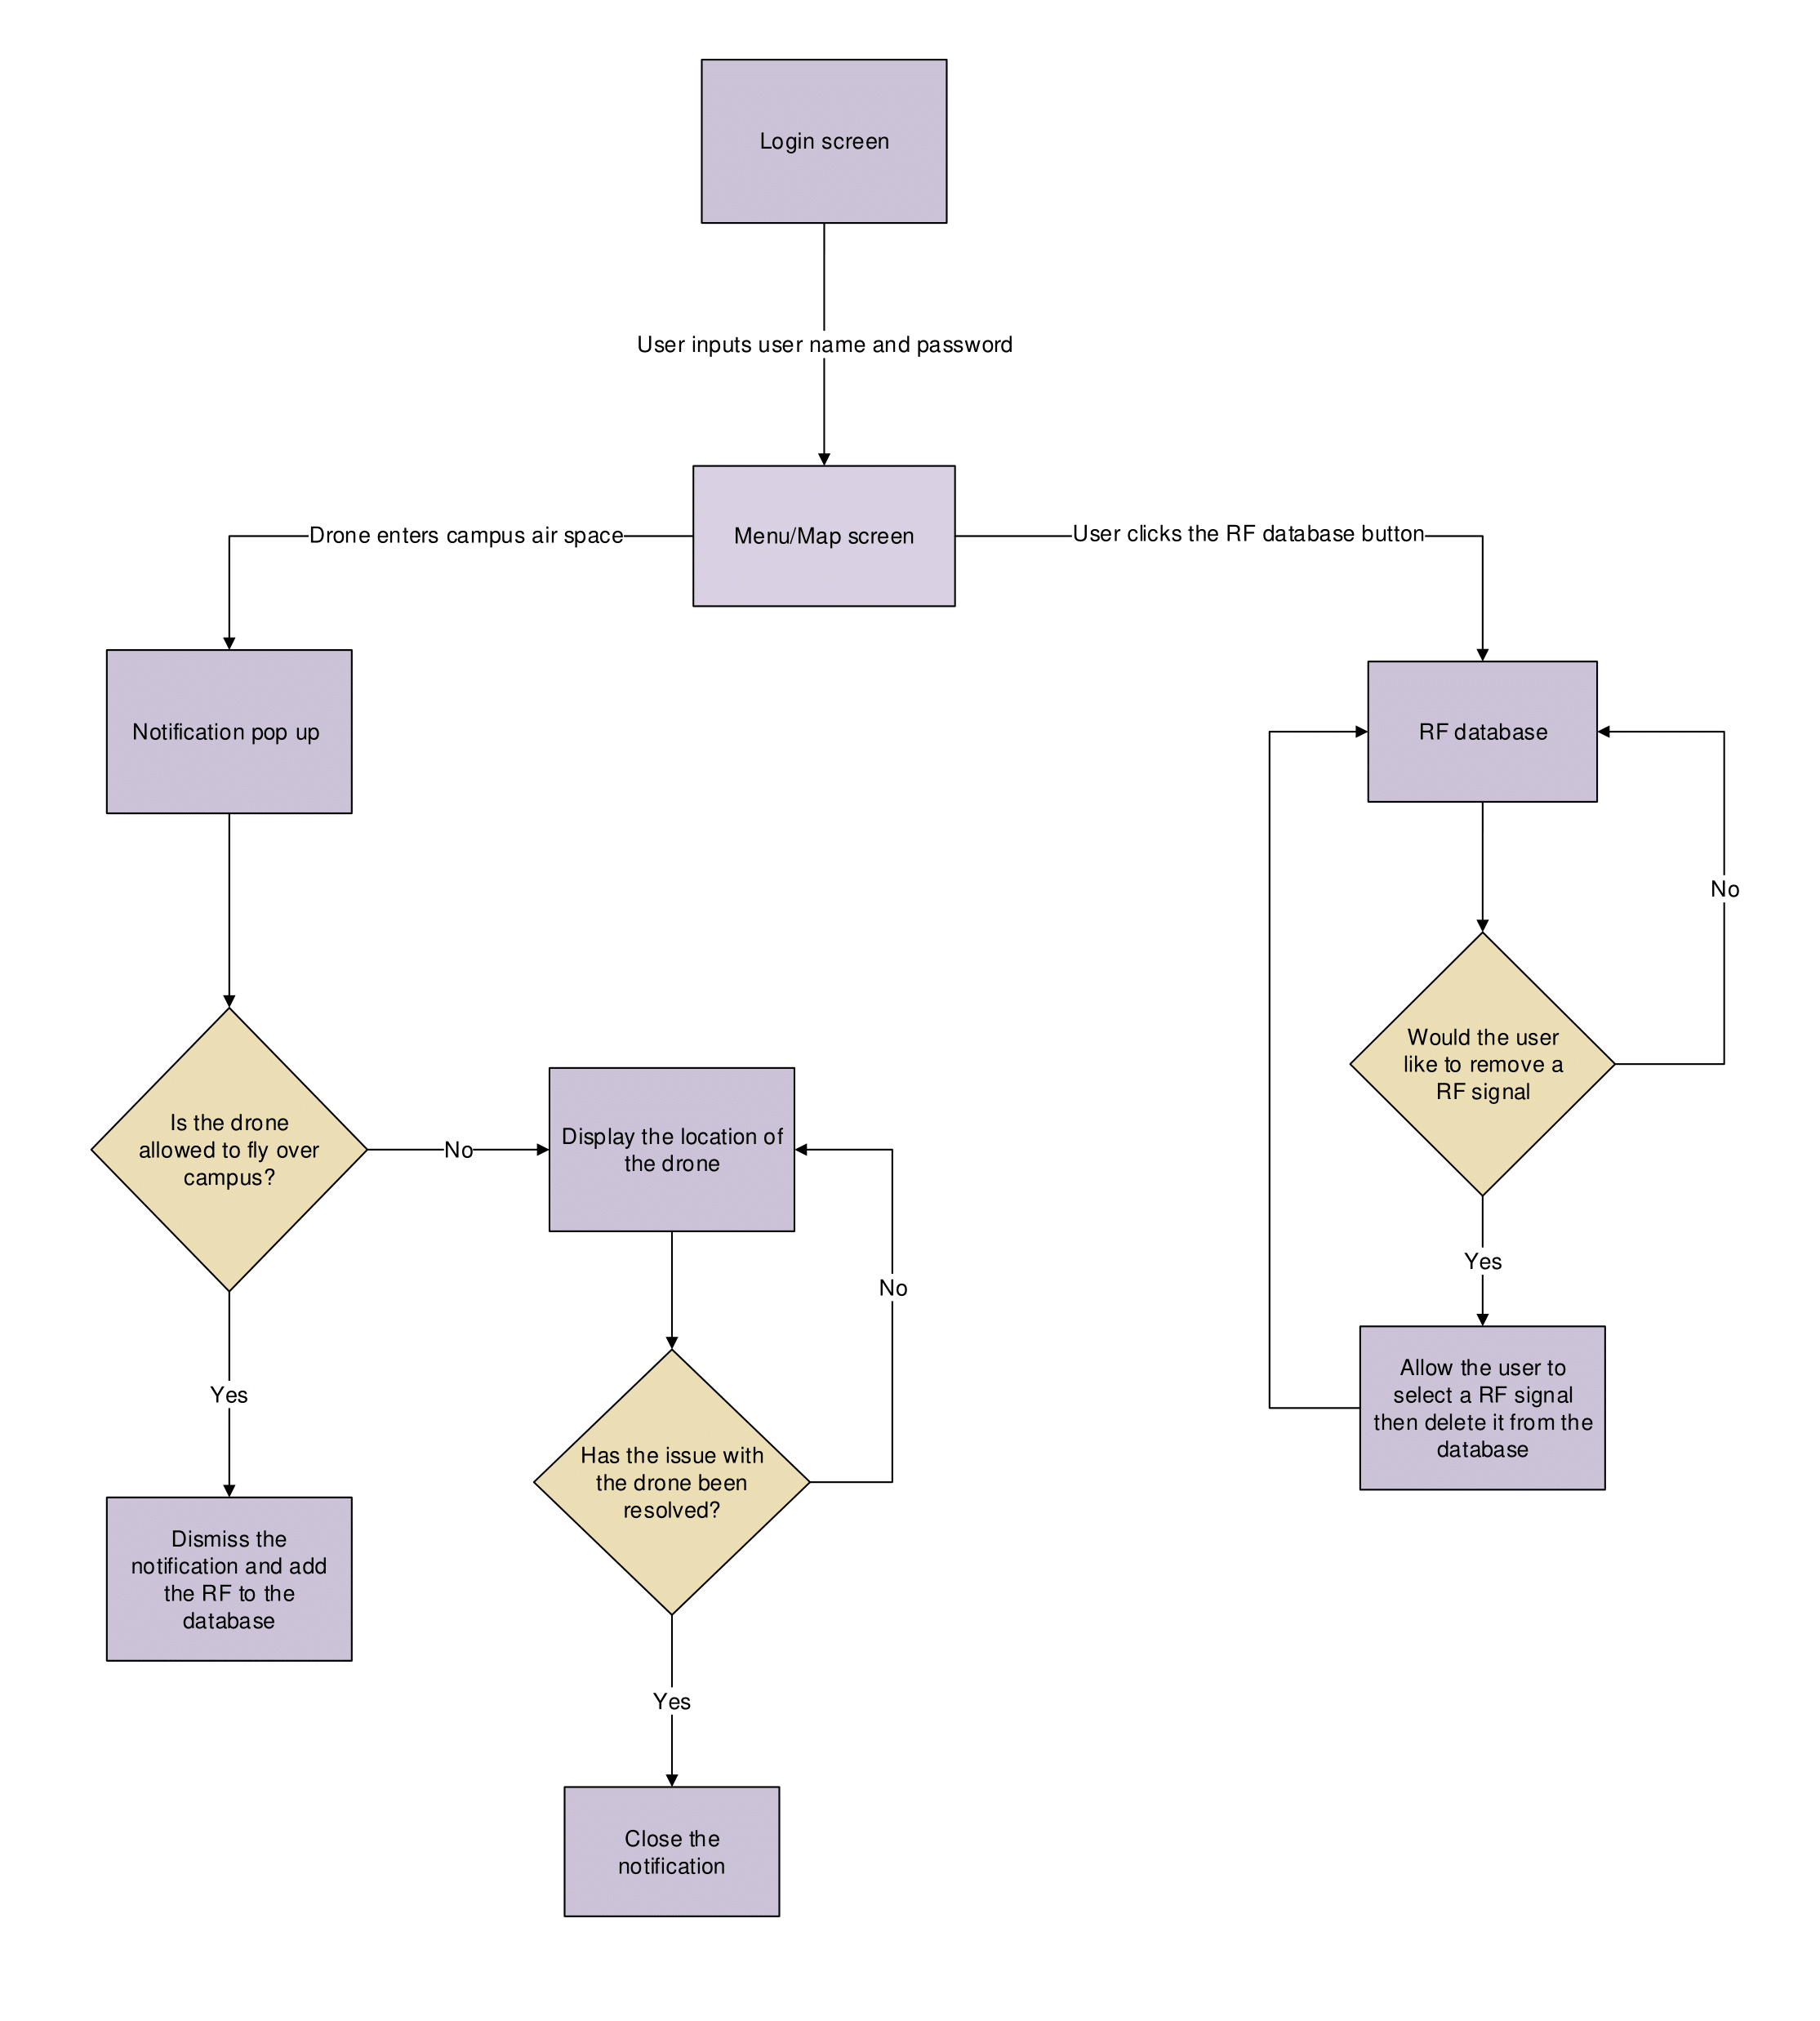 Login screen
User inputs user name and password
Drone enters campus air space
Menu/Map screen
User clicks the RF database button
Notification pop up
RF database
No
Would the user
like to remove a
RF signal
Is the drone
allowed to fly over
campus?
No
Display the location of
the drone
Yes
No
Allow the user to
select a RF signal
then delete it from the
database
Yes
Has the issue with
the drone been
resolved?
Dismiss the
notification and add
the RF to the
database
Yes
Close the
notification